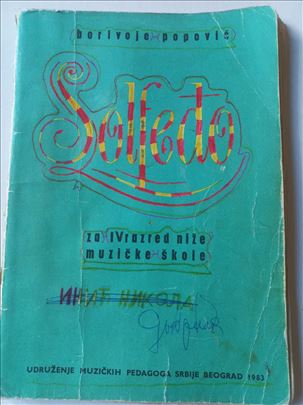 borivoje popović
Solfeđo
za IV razred niže
muzičke škole
UDRUŽENJE MUZIČKIH PEDAGOGA SRBIJE BEOGRAD 1983